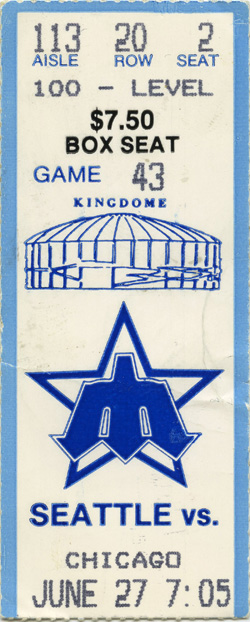 113 20 2
AISLE ROW SEAT
100 - LEVEL
$7.50
BOX SEAT
GAME 43
KINGDOME
SEATTLE vs.
CHICAGO
JUNE 27 7:05